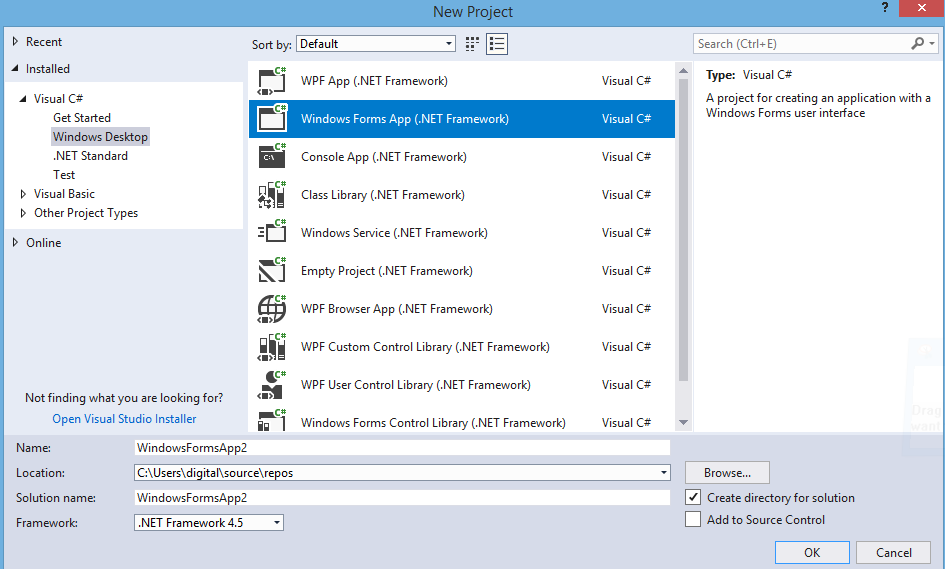 New Project
Recent
Installed
Visual C#
Get Started
Windows Desktop
.NET Standard
Test
Visual Basic
Other Project Types
Online
Not finding what you are looking for?
Open Visual Studio Installer
Sort by: Default
Search (Ctrl+E)
C# WPF App (.NET Framework) Visual C#
C# Windows Forms App (.NET Framework) Visual C#
C# C:\ Console App (.NET Framework) Visual C#
C# Class Library (.NET Framework) Visual C#
C# Windows Service (.NET Framework) Visual C#
C# Empty Project (.NET Framework) Visual C#
C# WPF Browser App (.NET Framework) Visual C#
C# WPF Custom Control Library (.NET Framework) Visual C#
C# WPF User Control Library (.NET Framework) Visual C#
C# Windows Forms Control Library (.NET Framework) Visual C#
Type: Visual C#
A project for creating an application with a
Windows Forms user interface
Drag
want
Name: WindowsFormsApp2
Location: C:\Users\digital\source\repos
Browse...
Solution name: WindowsFormsApp2
Create directory for solution
Framework: .NET Framework 4.5
Add to Source Control
OK
Cancel